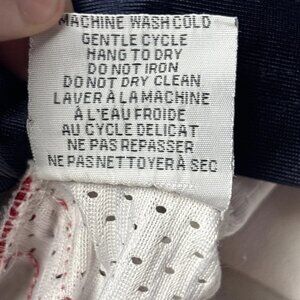 MACHINE WASH COLD
GENTLE CYCLE
HANG TO DRY
DO NOT IRON
DO NOT DRY CLEAN
LAVER À LA MACHINE
À L'EAU FROIDE
AU CYCLE DELICAT
NE PAS REPASSER
NE PAS NETTOYER À SEC